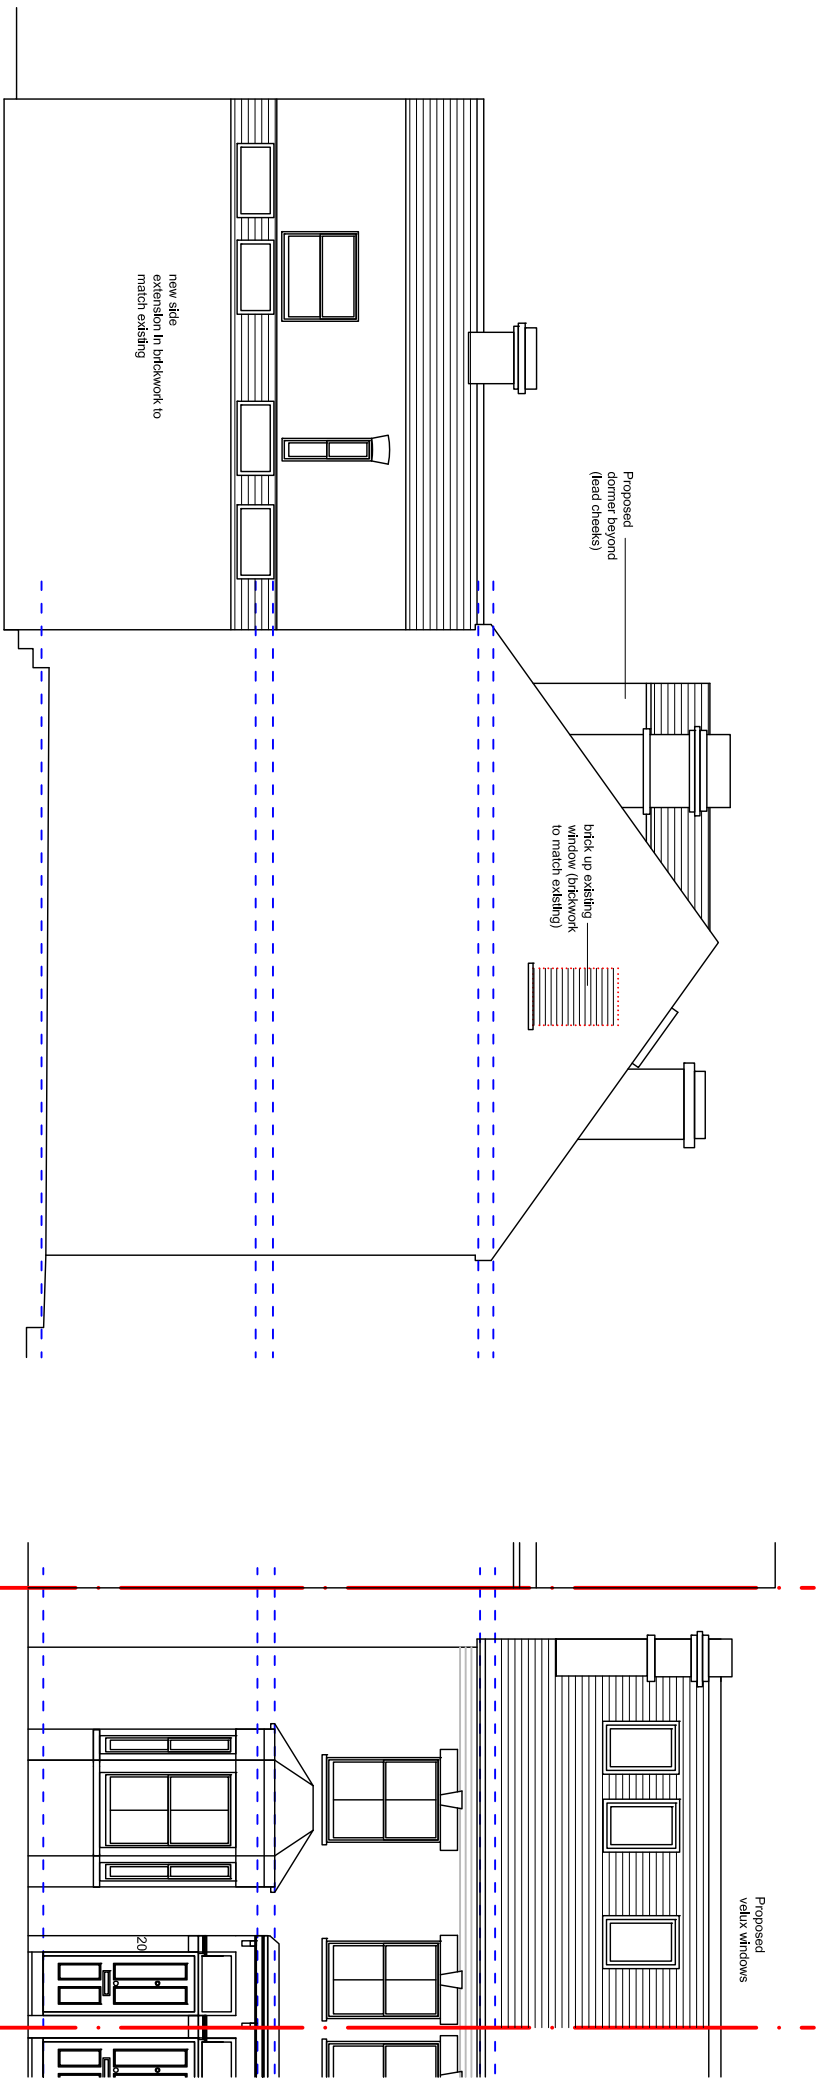 new side
extension in brickwork to
match existing
Proposed
dormer beyond
(lead cheeks)
brick up existing
window (brickwork
to match existing)
Proposed
velux windows
20